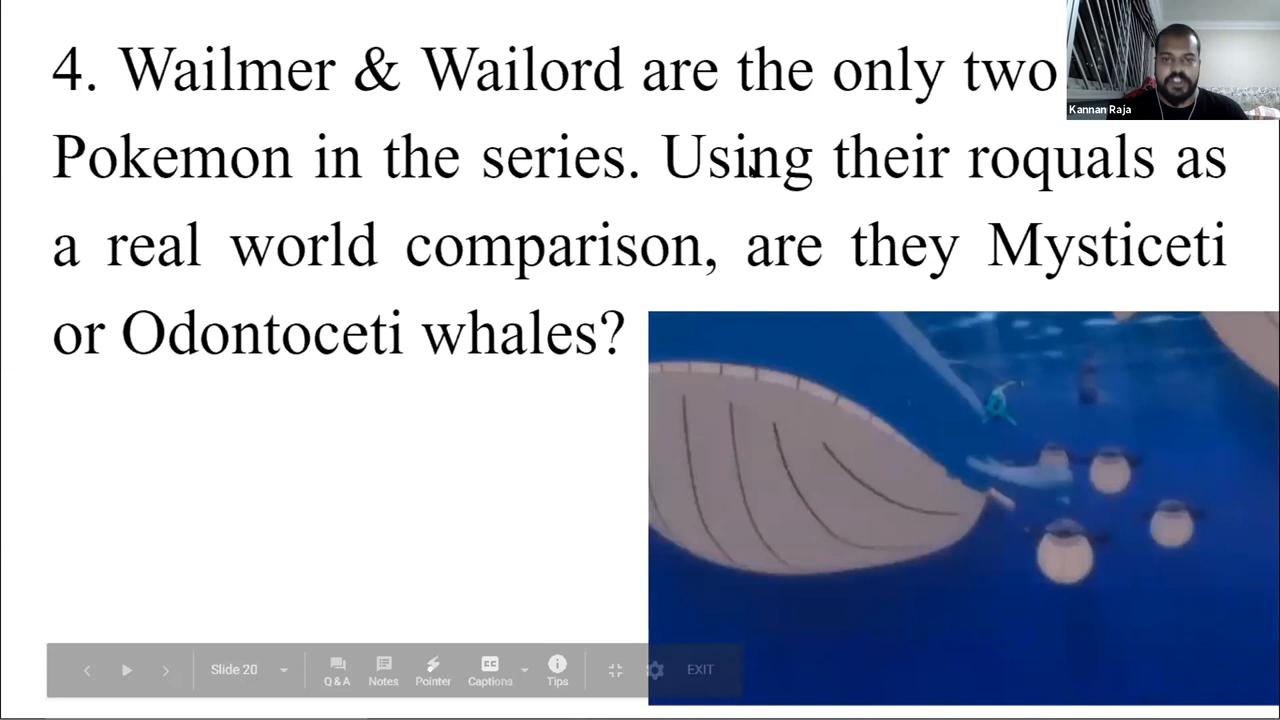 4. Wailmer & Wailord are the only two
Pokemon in the series. Using their roquals as
a real world comparison, are they Mysticeti
or Odontoceti whales?
Kannan Raja
Slide 20
Q&A
Notes
Pointer
Captions
Tips
EXIT